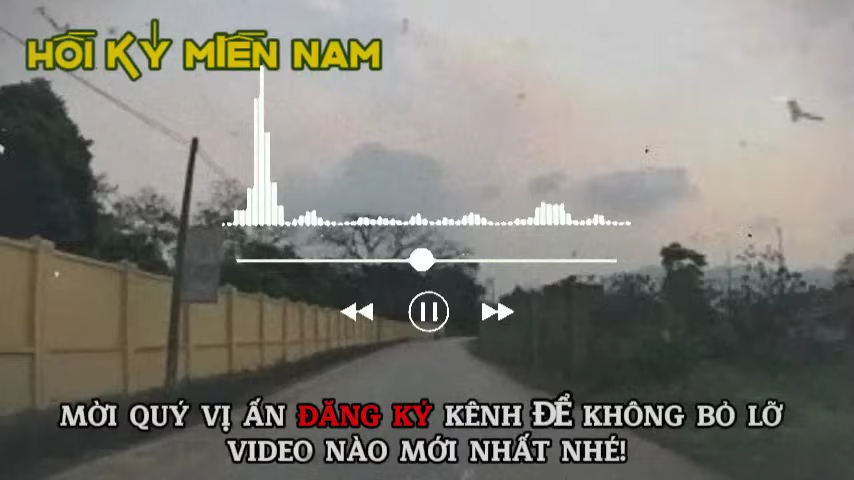 HỒI KÝ MIỀN NAM
MỜI QUÝ VỊ ẤN ĐĂNG KÝ KÊNH ĐỂ KHÔNG BỎ LỠ
VIDEO NÀO MỚI NHẤT NHÉ!